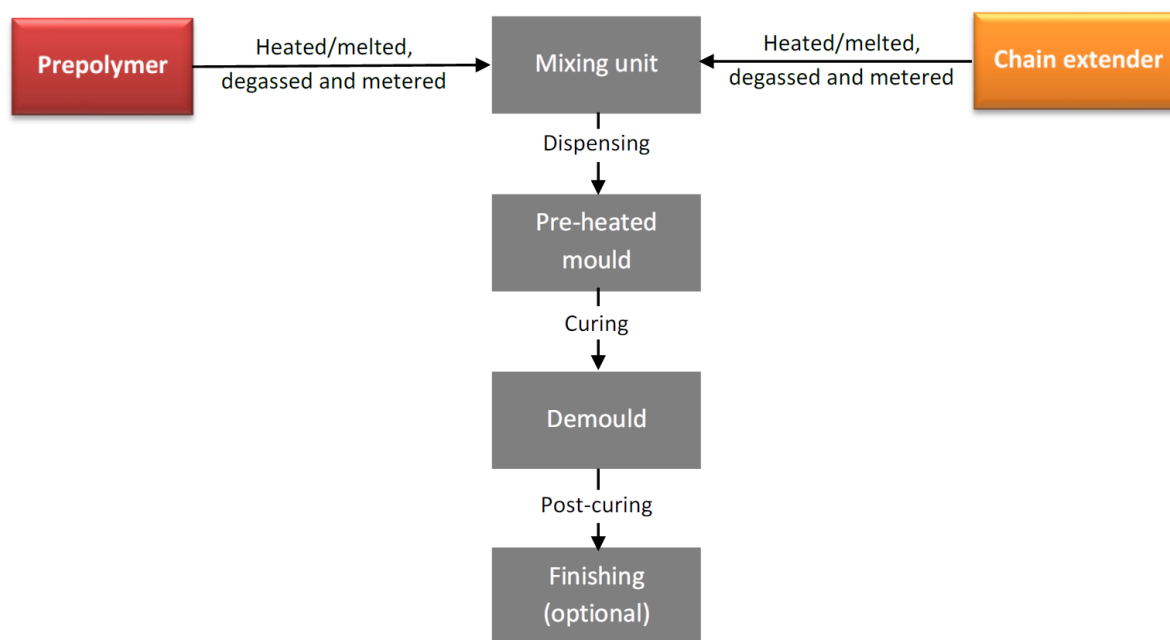 Prepolymer
Heated/melted,
degassed and metered
Mixing unit
Heated/melted,
degassed and metered
Chain extender
Dispensing
Pre-heated
mould
Curing
Demould
Post-curing
Finishing
(optional)